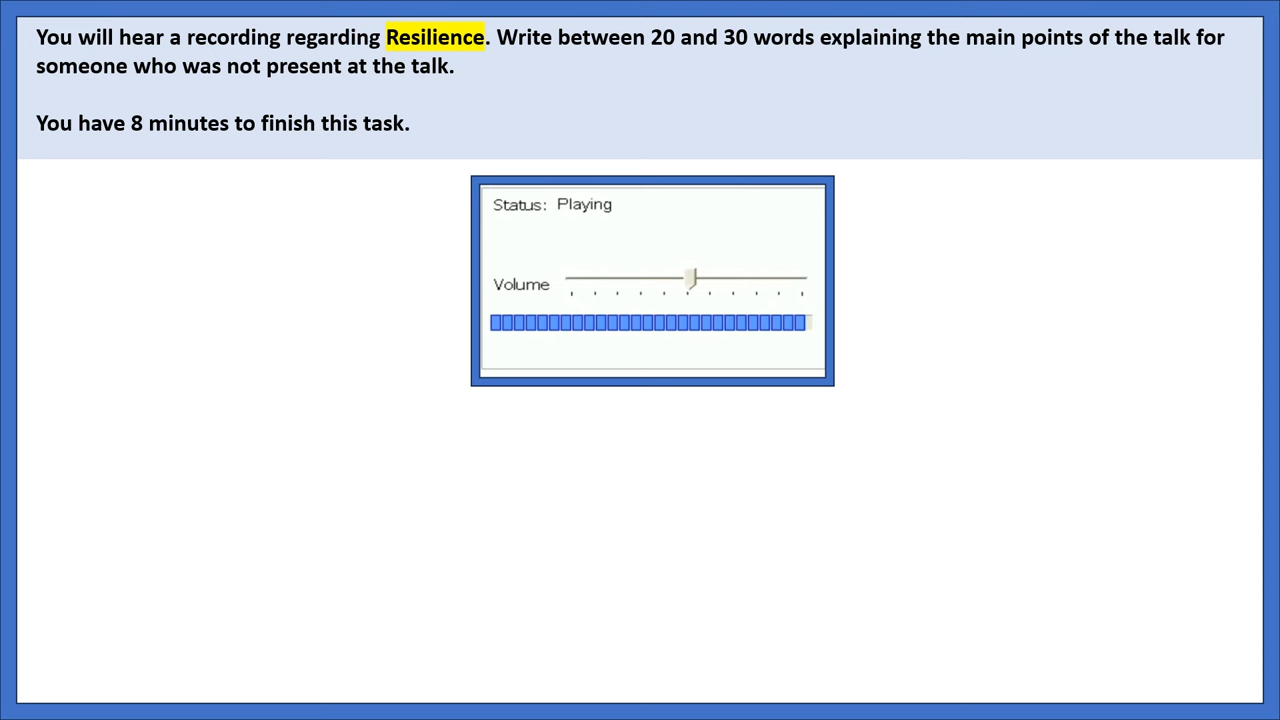 You will hear a recording regarding Resilience. Write between 20 and 30 words explaining the main points of the talk for
someone who was not present at the talk.
You have 8 minutes to finish this task.
Status: Playing
Volume